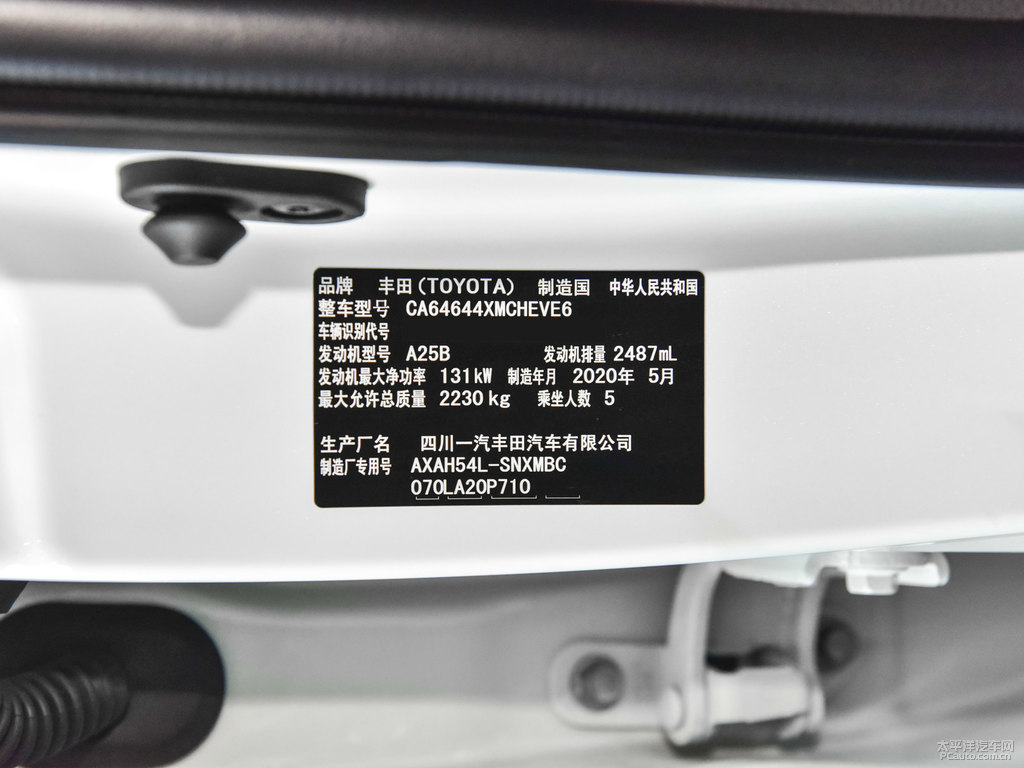 品牌 丰田(TOYOTA) 制造国 中华人民共和国
整车型号 CA64644XMCHEVE6
车辆识别代号
发动机型号 A25B 发动机排量 2487mL
发动机最大净功率 131kW 制造年月 2020年 5月
最大允许总质量 2230kg 乘坐人数 5
生产厂名 四川一汽丰田汽车有限公司
制造厂专用号 AXAH54L-SNXMBC
070LA20P710
太平洋汽车网
PCauto.com.cn